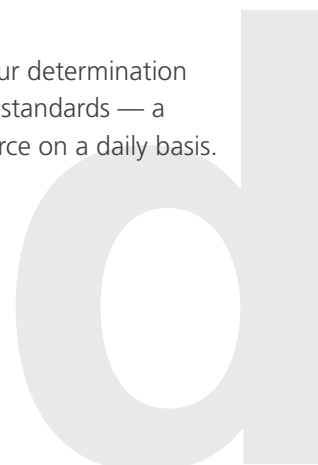 ur determination
standards — a
rce on a daily basis.
d